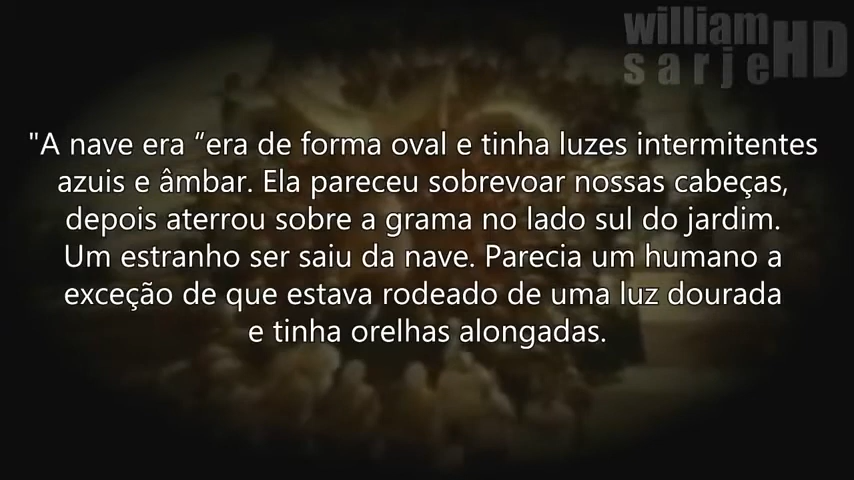 william
sarje HD
"A nave era “era de forma oval e tinha luzes intermitentes
azuis e âmbar. Ela pareceu sobrevoar nossas cabeças,
depois aterrou sobre a grama no lado sul do jardim.
Um estranho ser saiu da nave. Parecia um humano a
exceção de que estava rodeado de uma luz dourada
e tinha orelhas alongadas.